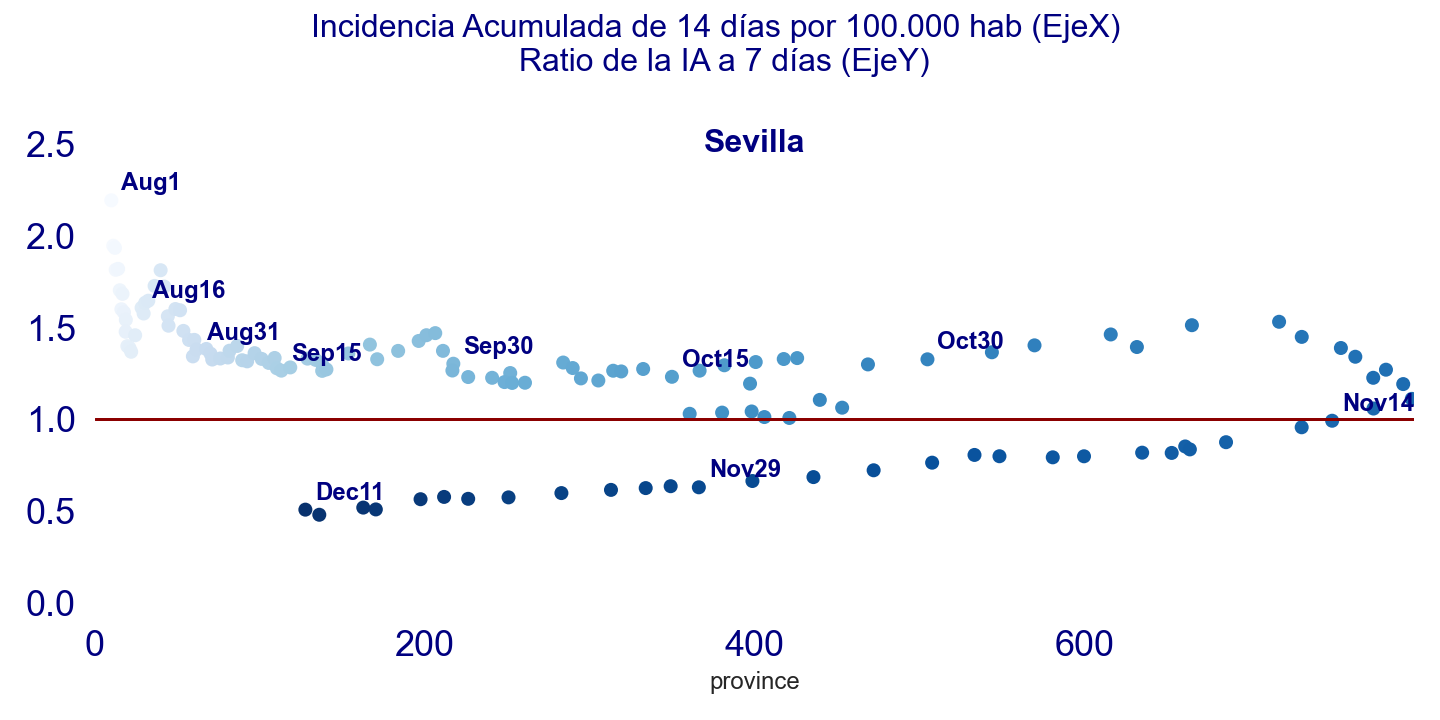 Incidencia Acumulada de 14 días por 100.000 hab (EjeX)
Ratio de la IA a 7 días (EjeY)
Sevilla
2.5
Aug1
2.0
Aug16
1.5
Aug31
Sep15
Sep30
Oct15
Oct30
Nov14
1.0
Nov29
Dec11
0.5
0.0
0 200 400 600
province